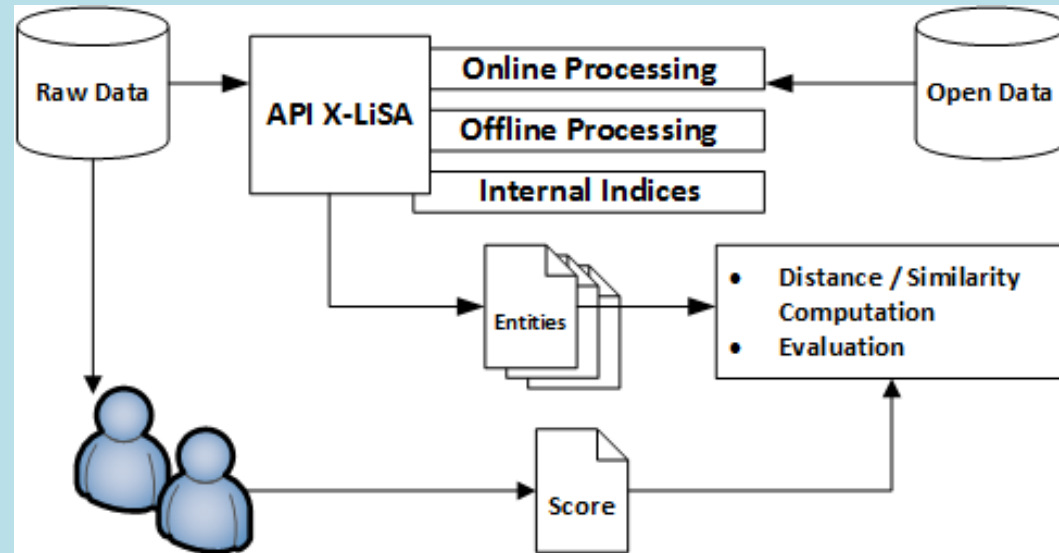 Raw Data
API X-LiSA
Online Processing
Offline Processing
Internal Indices
Open Data
Entities
• Distance / Similarity
Computation
• Evaluation
Score